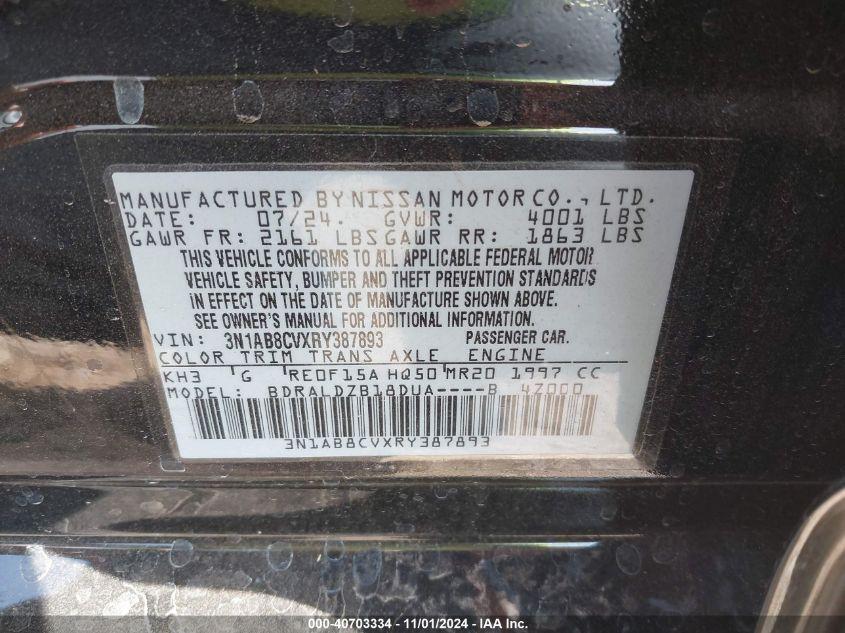 MANUFACTURED BY NISSAN MOTOR CO., LTD.
DATE: 07/24. GVWR: 4001 LBS
GAWR FR: 2161 LBS GAWR RR: 1863 LBS
THIS VEHICLE CONFORMS TO ALL APPLICABLE FEDERAL MOTOR
VEHICLE SAFETY, BUMPER AND THEFT PREVENTION STANDARDS
IN EFFECT ON THE DATE OF MANUFACTURE SHOWN ABOVE.
SEE OWNER'S MANUAL FOR ADDITIONAL INFORMATION.
VIN: 3N1AB8CVXRY387893 PASSENGER CAR.
COLOR TRIM TRANS AXLE ENGINE
KH3 G RE0F15A HQ50 MR20 1997 CC
MODEL: BDRALDZB18DUA----B 4Z000
3N1AB8CVXRY387893
000-40703334 - 11/01/2024 - IAA Inc.